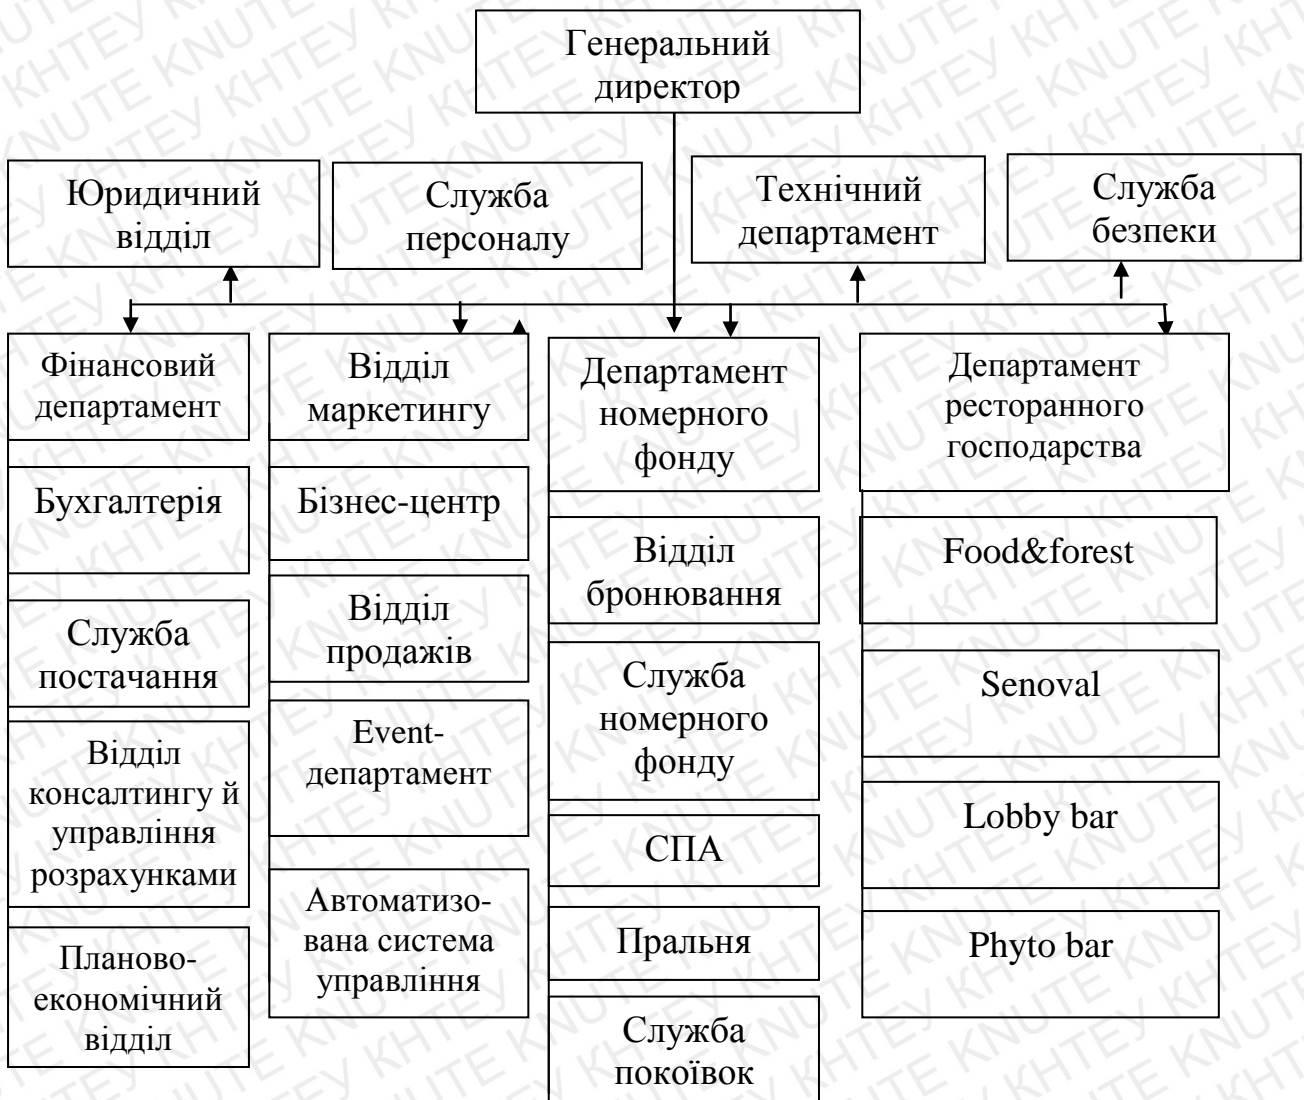 Генеральний
директор
Юридичний
відділ
Служба
персоналу
Технічний
департамент
Служба
безпеки
Фінансовий
департамент
Відділ
маркетингу
Департамент
номерного
фонду
Департамент
ресторанного
господарства
Бухгалтерія
Служба
постачання
Відділ
консалтингу й
управління
розрахунками
Планово-
економічний
відділ
Бізнес-центр
Відділ
продажів
Event-
департамент
Автоматизо-
вана система
управління
Відділ
бронювання
Служба
номерного
фонду
СПА
Пральня
Служба
покоївок
Food&forest
Senoval
Lobby bar
Phyto bar
KNUTE КНТЕУ